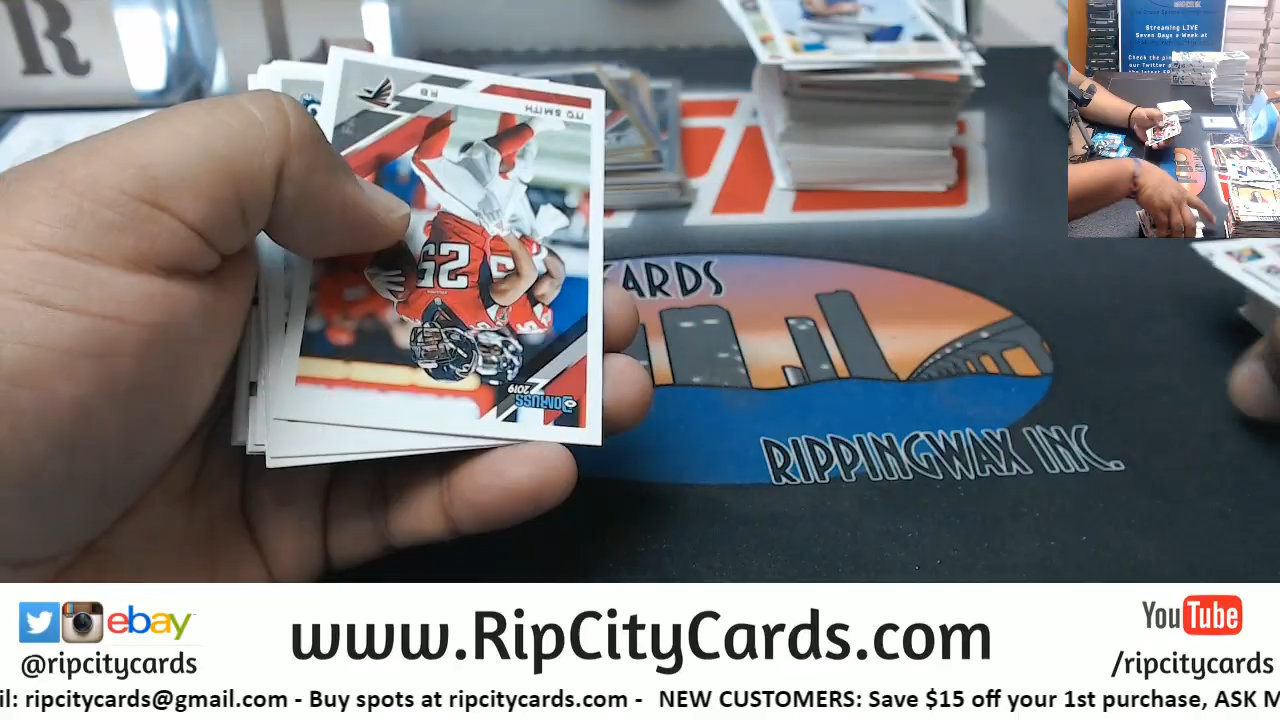 R
Streaming LIVE
Seven Days a Week at
ITO SMITH
RB
25
DONRUSS
2019
CARDS
RIPPINGWAX INC.
ebay
@ripcitycards
www.RipCityCards.com
YouTube
/ripcitycards
il: ripcitycards@gmail.com - Buy spots at ripcitycards.com - NEW CUSTOMERS: Save $15 off your 1st purchase, ASK M